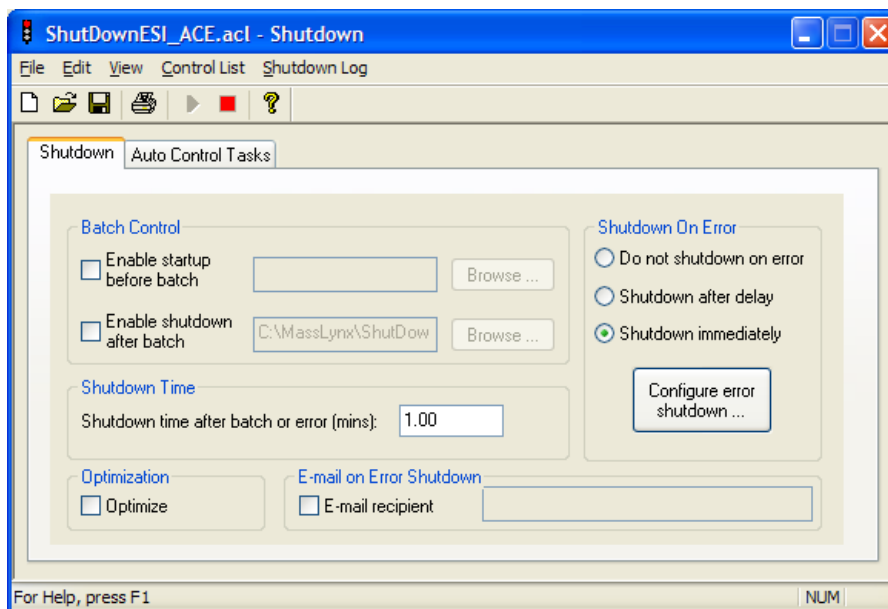 ShutDownESI_ACE.acl - Shutdown
File Edit View Control List Shutdown Log
Shutdown Auto Control Tasks
Batch Control
Enable startup
before batch
Browse ...
Enable shutdown
after batch
C:\MassLynx\ShutDow
Browse ...
Shutdown Time
Shutdown time after batch or error (mins): 1.00
Optimization
Optimize
E-mail on Error Shutdown
E-mail recipient
Shutdown On Error
Do not shutdown on error
Shutdown after delay
Shutdown immediately
Configure error
shutdown ...
For Help, press F1
NUM